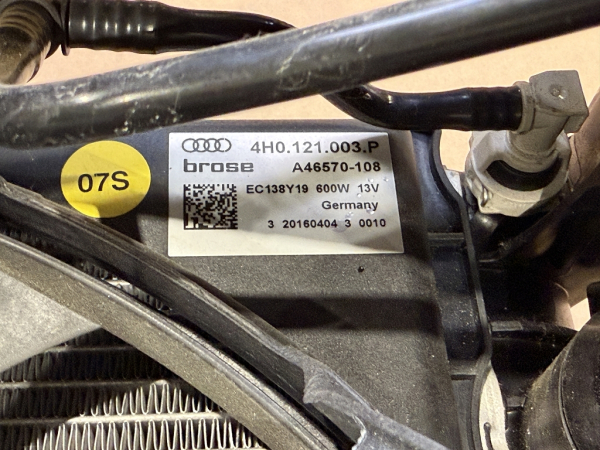 4H0.121.003.P
brose A46570-108
07S
EC138Y19 600W 13V
Germany
3 20160404 3 0010